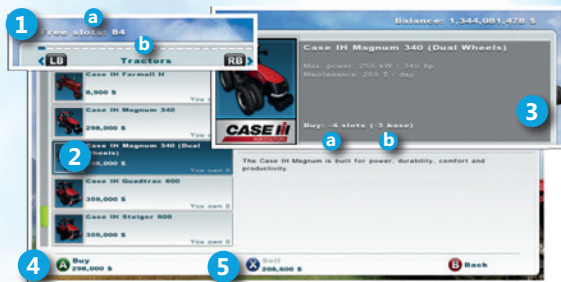 1
a
Free slots: 84
b
LB Tractors RB
Balance: 1,344,081,478 $
Case IH Magnum 340 (Dual Wheels)
Max. power: 250 kW / 340 hp
Maintenance: 260 $ / day
CASE IH
Buy: -4 slots (-3 base)
a b
3
Case IH Farmall H
8,900 $
You
Case IH Magnum 340
298,000 $
You
2
Case IH Magnum 340 (Dual Wheels)
You own 0
Case IH Quadtrac 600
359,000 $
You own 0
Case IH Steiger 600
359,000 $
You own 0
The Case IH Magnum is built for power, durability, comfort and
productivity.
4
A Buy
298,000 $
5
X Sell
208,600 $
B Back